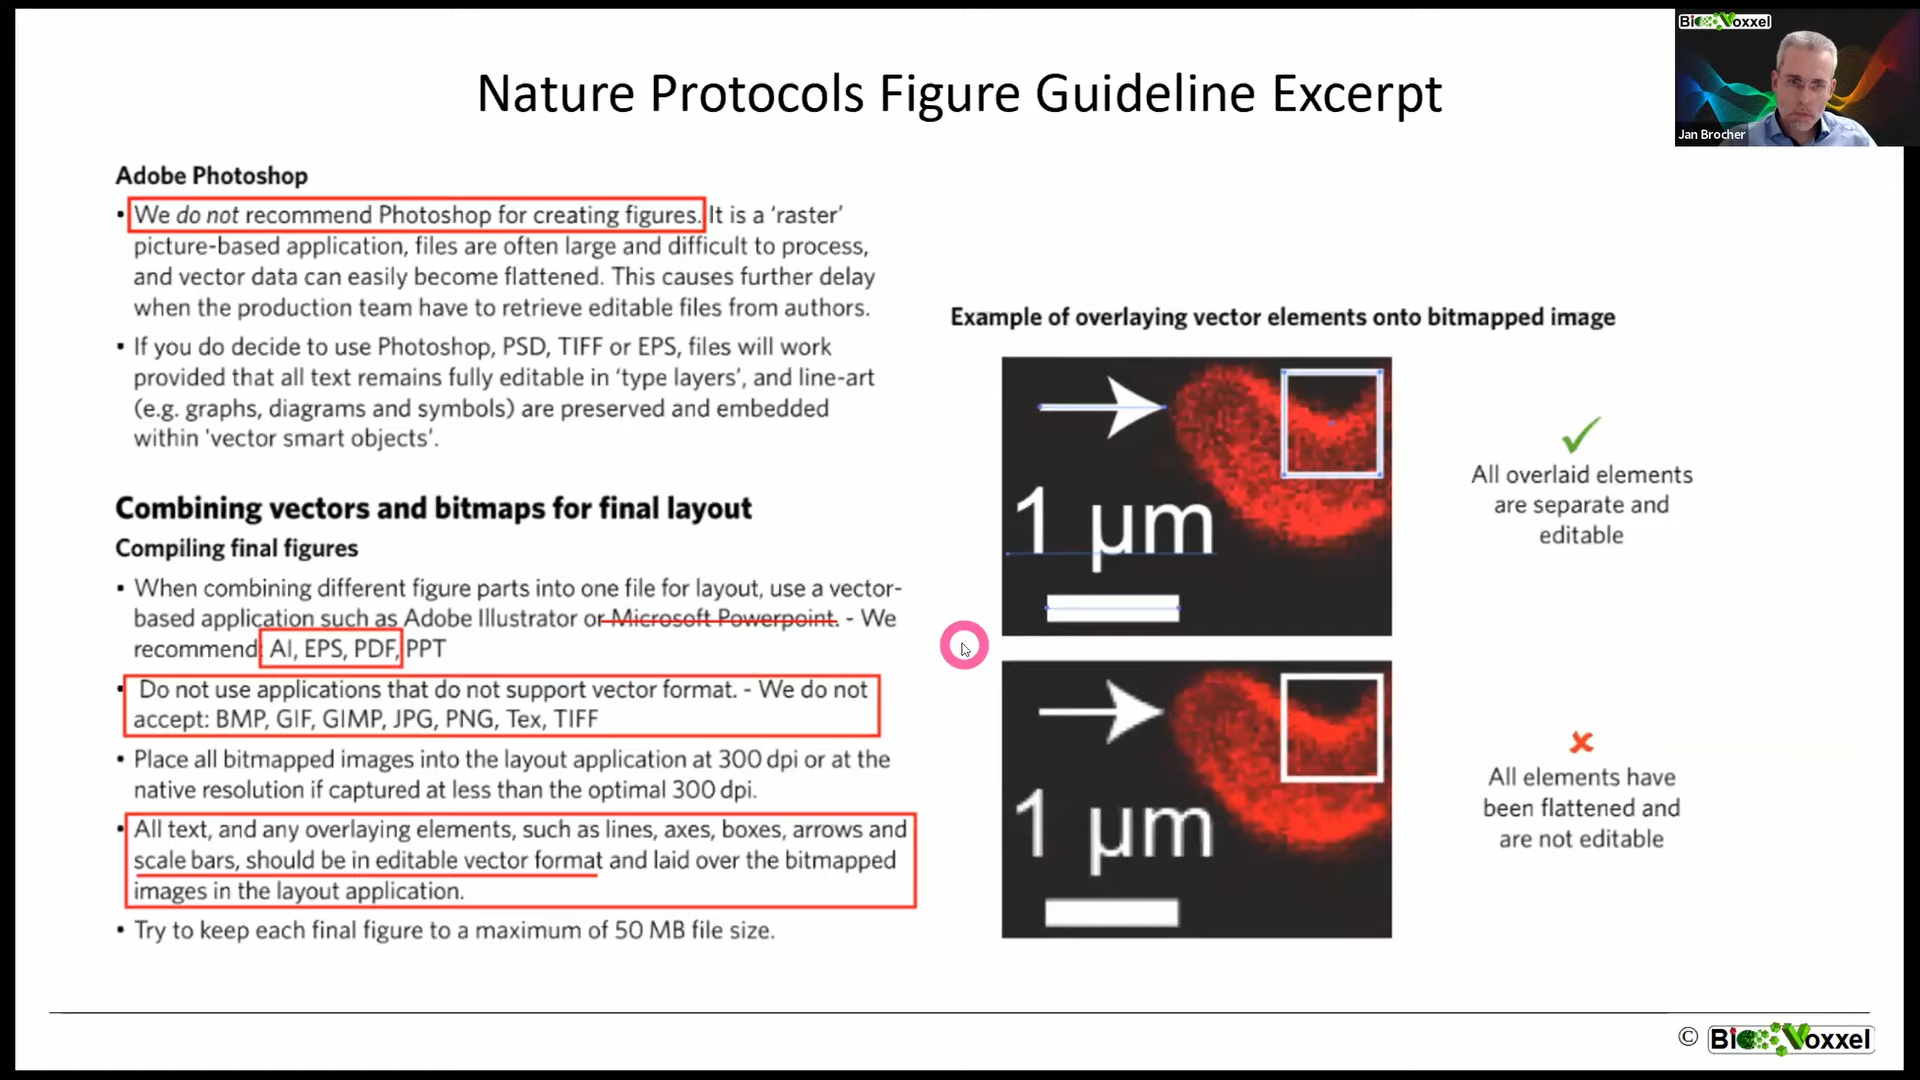 Nature Protocols Figure Guideline Excerpt
BioVoxxel
Jan Brocher
Adobe Photoshop
• We do not recommend Photoshop for creating figures. It is a ‘raster’
picture-based application, files are often large and difficult to process,
and vector data can easily become flattened. This causes further delay
when the production team have to retrieve editable files from authors.
• If you do decide to use Photoshop, PSD, TIFF or EPS, files will work
provided that all text remains fully editable in ‘type layers’, and line-art
(e.g. graphs, diagrams and symbols) are preserved and embedded
within 'vector smart objects’.
Combining vectors and bitmaps for final layout
Compiling final figures
• When combining different figure parts into one file for layout, use a vector-
based application such as Adobe Illustrator or Microsoft Powerpoint. - We
recommend: AI, EPS, PDF, PPT
• Do not use applications that do not support vector format. - We do not
accept: BMP, GIF, GIMP, JPG, PNG, Tex, TIFF
• Place all bitmapped images into the layout application at 300 dpi or at the
native resolution if captured at less than the optimal 300 dpi.
• All text, and any overlaying elements, such as lines, axes, boxes, arrows and
scale bars, should be in editable vector format and laid over the bitmapped
images in the layout application.
• Try to keep each final figure to a maximum of 50 MB file size.
Example of overlaying vector elements onto bitmapped image
1 µm
All overlaid elements
are separate and
editable
1 µm
All elements have
been flattened and
are not editable
© BioVoxxel